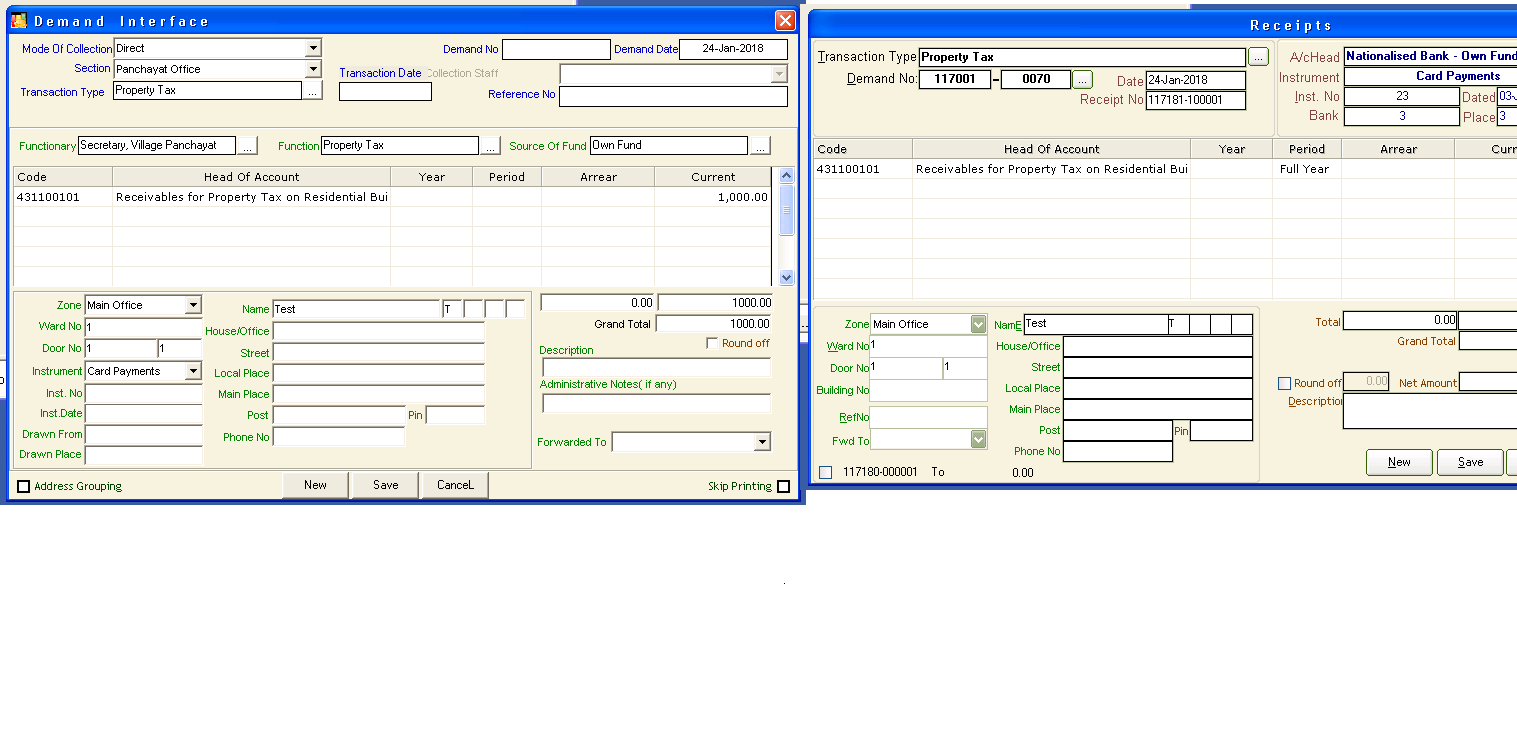 Demand Interface
Mode Of Collection Direct Demand No Demand Date 24-Jan-2018
Section Panchayat Office Transaction Date Collection Staff
Transaction Type Property Tax ... Reference No
Functionary Secretary, Village Panchayat ... Function Property Tax ... Source Of Fund Own Fund ...
Code Head Of Account Year Period Arrear Current
431100101 Receivables for Property Tax on Residential Bui 1,000.00
Zone Main Office Name Test T 0.00 1000.00
Ward No 1 House/Office Grand Total 1000.00
Door No 1 1 Street Round off
Description
Instrument Card Payments Local Place
Administrative Notes( if any)
Inst. No Main Place
Inst.Date Post Pin
Drawn From Phone No Forwarded To
Drawn Place
Address Grouping New Save CanceL Skip Printing
Receipts
Transaction Type Property Tax ... A/cHead Nationalised Bank - Own Fund
Demand No: 117001 - 0070 ... Date 24-Jan-2018 Instrument Card Payments
Receipt No 117181-100001 Inst. No 23 Dated 03-
Bank 3 Place 3
Code Head Of Account Year Period Arrear Curr
431100101 Receivables for Property Tax on Residential Bui Full Year
Zone Main Office NamE Test T Total 0.00
Ward No 1 House/Office Grand Total
Door No 1 1 Street
Building No Local Place Round off 0.00 Net Amount
RefNo Main Place Description
Fwd To Post Pin
Phone No
117180-000001 To 0.00 New Save